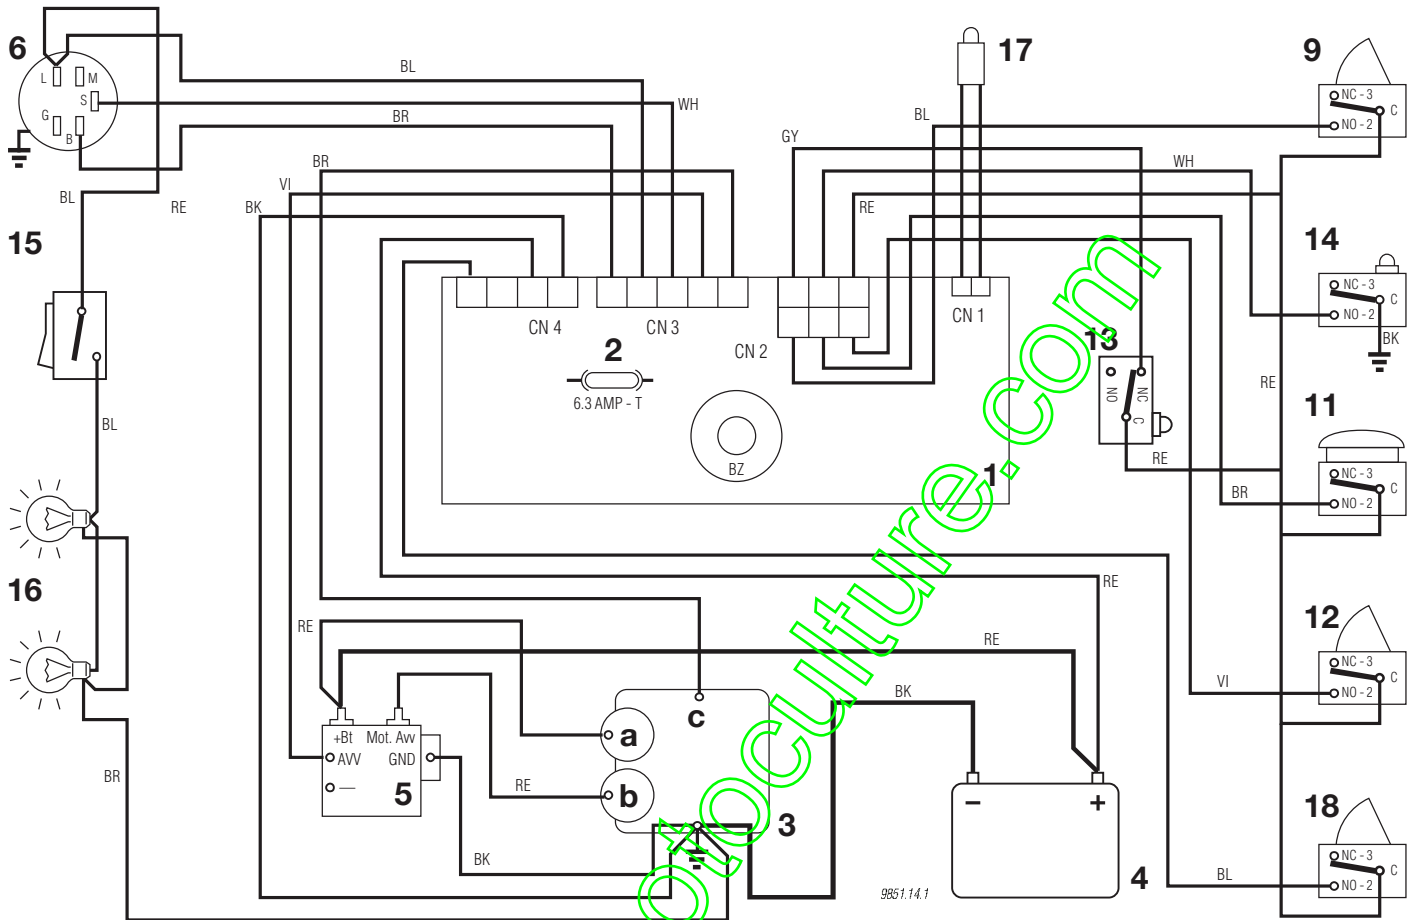 6
17
9
L
M
S
G
B
BL
WH
BR
BL
GY
NC - 3
C
NO - 2
BR
VI
BK
BL
RE
RE
WH
15
14
NC - 3
C
NO - 2
BK
CN 4
CN 3
CN 2
CN 1
2
6.3 AMP - T
BZ
1
13
NO
NC
C
RE
RE
11
NC - 3
C
NO - 2
BR
BL
16
RE
RE
RE
12
NC - 3
C
NO - 2
VI
BK
+Bt
Mot. Avv
AVV
GND
—
5
a
b
c
3
RE
BK
BR
−
+
4
18
NC - 3
C
NO - 2
BL
9851.14.1
otoculture.com